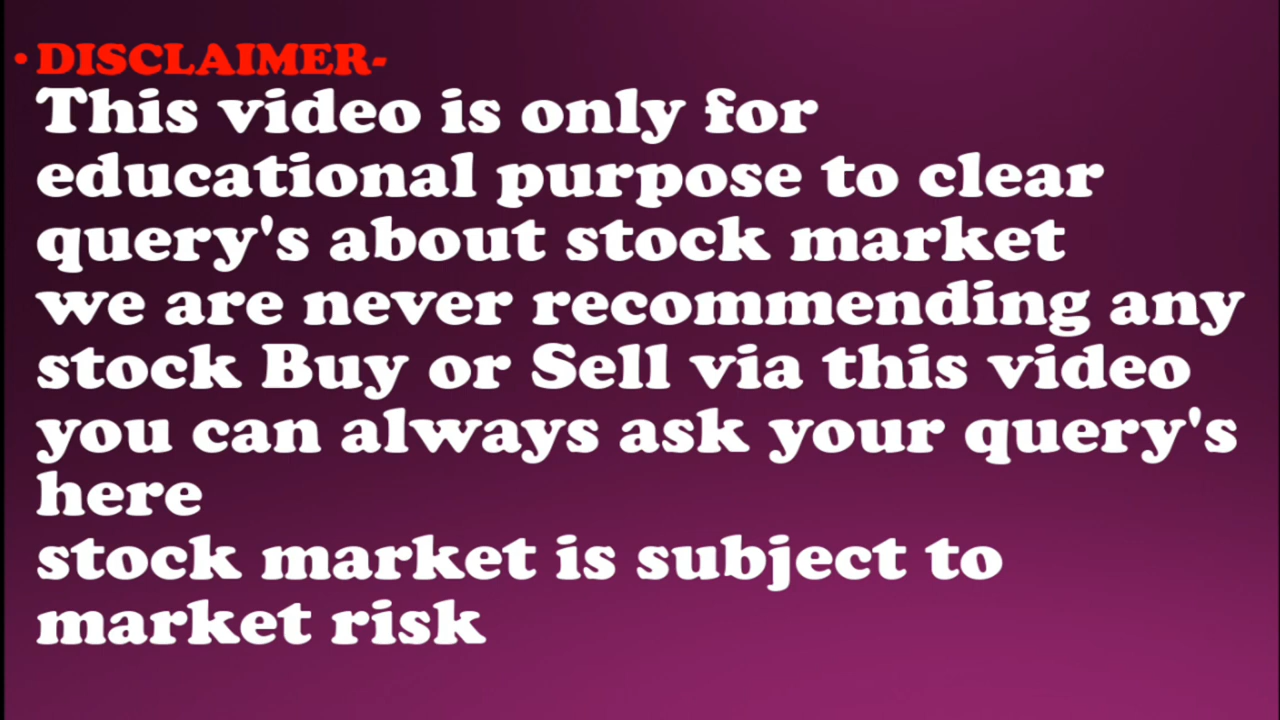 • DISCLAIMER-
This video is only for
educational purpose to clear
query's about stock market
we are never recommending any
stock Buy or Sell via this video
you can always ask your query's
here
stock market is subject to
market risk